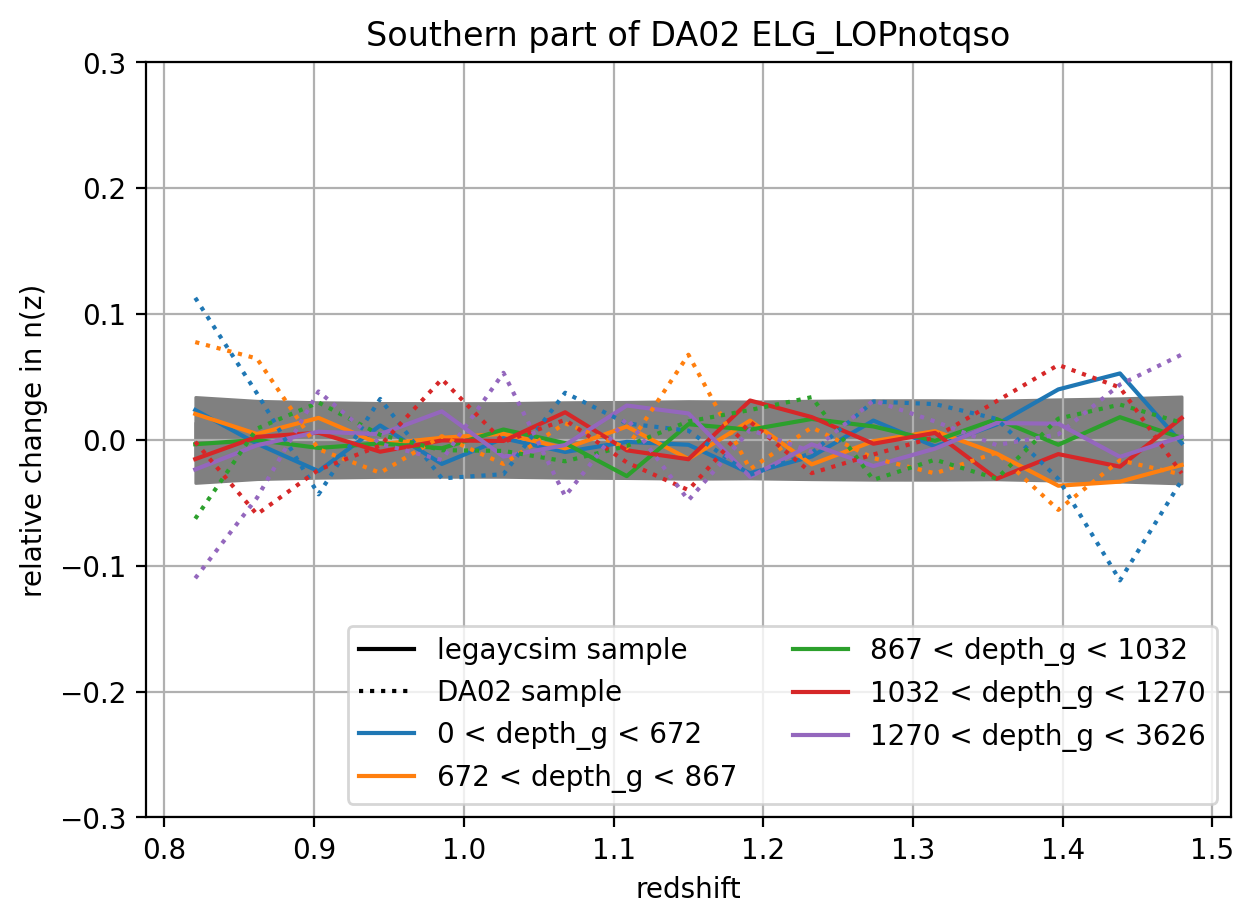 Southern part of DA02 ELG_LOPnotqso
0.3
0.2
0.1
0.0
−0.1
−0.2
−0.3
relative change in n(z)
legaycsim sample
DA02 sample
0 < depth_g < 672
672 < depth_g < 867
867 < depth_g < 1032
1032 < depth_g < 1270
1270 < depth_g < 3626
0.8 0.9 1.0 1.1 1.2 1.3 1.4 1.5
redshift